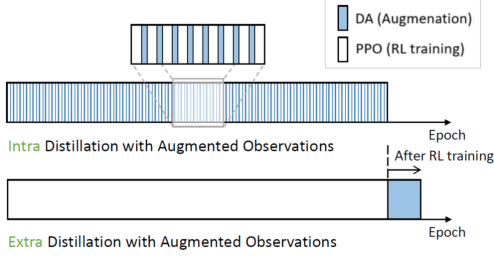 DA (Augmenation)
PPO (RL training)
Epoch
Intra Distillation with Augmented Observations
After RL training
Epoch
Extra Distillation with Augmented Observations